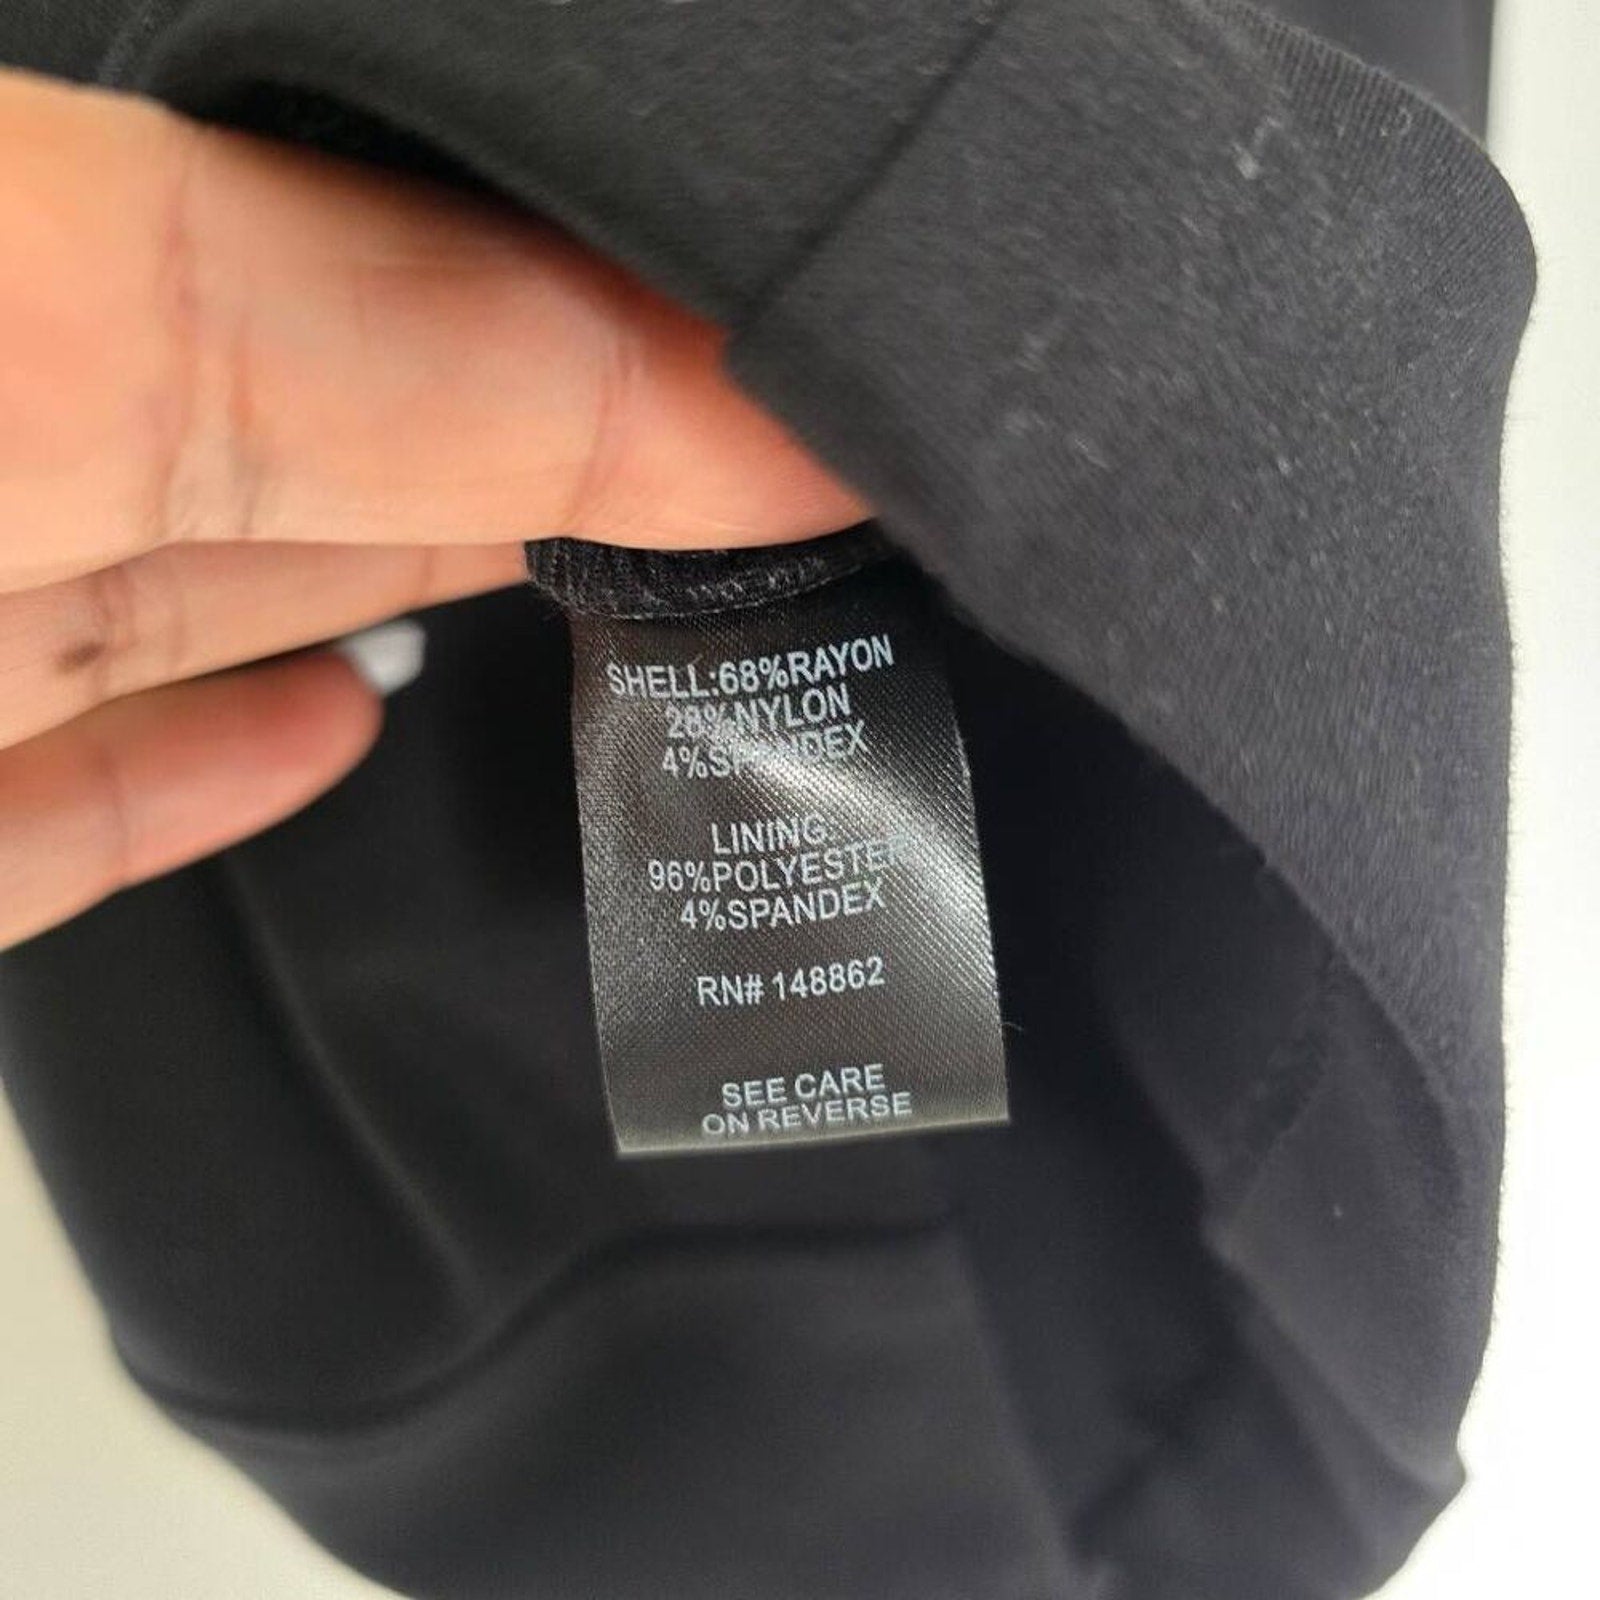 SHELL:68%RAYON
28%NYLON
4%SPANDEX
LINING:
96%POLYESTER
4%SPANDEX
RN# 148862
SEE CARE
ON REVERSE